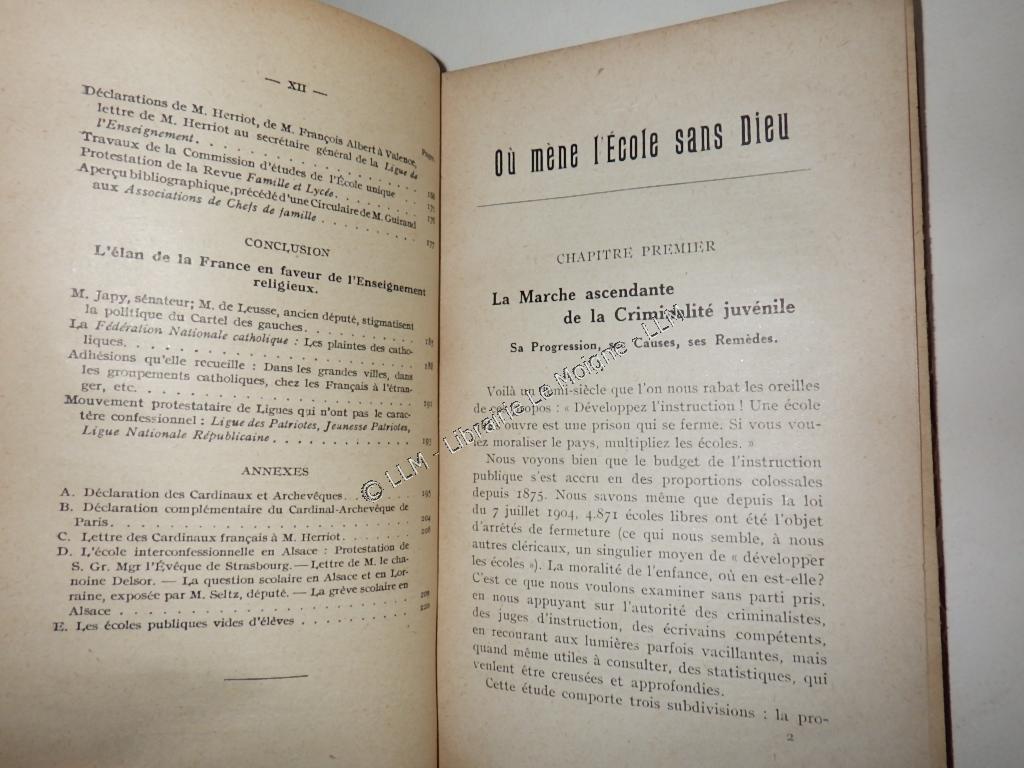 — XII —
Déclarations de M. Herriot, de M. François Albert à Valence,
lettre de M. Herriot au secrétaire général de la Ligue de
l'Enseignement. . . . . . . . . . . . . . . . Pages.
Travaux de la Commission d'études de l'École unique . . 168
Protestation de la Revue Famille et Lycée. . . . . . . . 171
Aperçu bibliographique, précédé d'une Circulaire de M. Guiraud 175
aux Associations de Chefs de famille . . . . . . . . . 177
CONCLUSION
L'élan de la France en faveur de l'Enseignement
religieux.
M. Japy, sénateur; M. de Leusse, ancien député, stigmatisent
la politique du Cartel des gauches. . . . . . . . . . 185
La Fédération Nationale catholique : Les plaintes des catho-
liques. . . . . . . . . . . . . . . . . . . . 188
Adhésions qu'elle recueille : Dans les grandes villes, dans
les groupements catholiques, chez les Français à l'étran-
ger, etc. . . . . . . . . . . . . . . . . . . . 191
Mouvement protestataire de Ligues qui n'ont pas le carac-
tère confessionnel : Ligue des Patriotes, Jeunesse Patriotes,
Ligue Nationale Républicaine . . . . . . . . . . . 193
ANNEXES
A. Déclaration des Cardinaux et Archevêques. . . . . . . 195
B. Déclaration complémentaire du Cardinal-Archevêque de
Paris. . . . . . . . . . . . . . . . . . . . 204
C. Lettre des Cardinaux français à M. Herriot. . . . . . . 208
D. L'école interconfessionnelle en Alsace : Protestation de
S. Gr. Mgr l'Évêque de Strasbourg. — Lettre de M. le cha-
noine Delsor. — La question scolaire en Alsace et en Lor-
raine, exposée par M. Seltz, député. — La grève scolaire en
Alsace . . . . . . . . . . . . . . . . . . . 209
E. Les écoles publiques vides d'élèves . . . . . . . . . 220
Où mène l'École sans Dieu
CHAPITRE PREMIER
La Marche ascendante
de la Criminalité juvénile
Sa Progression, ses Causes, ses Remèdes.
Voilà un demi-siècle que l'on nous rabat les oreilles
de ces propos : « Développez l'instruction ! Une école
qui s'ouvre est une prison qui se ferme. Si vous vou-
lez moraliser le pays, multipliez les écoles. »
Nous voyons bien que le budget de l'instruction
publique s'est accru en des proportions colossales
depuis 1875. Nous savons même que depuis la loi
du 7 juillet 1904, 4.871 écoles libres ont été l'objet
d'arrêtés de fermeture (ce qui nous semble, à nous
autres cléricaux, un singulier moyen de « développer
les écoles »). La moralité de l'enfance, où en est-elle?
C'est ce que nous voulons examiner sans parti pris,
en nous appuyant sur l'autorité des criminalistes,
des juges d'instruction, des écrivains compétents,
en recourant aux lumières parfois vacillantes, mais
quand même utiles à consulter, des statistiques, qui
veulent être creusées et approfondies.
Cette étude comporte trois subdivisions : la pro-
2
© LLM - Librairie Le Moigne - LLM